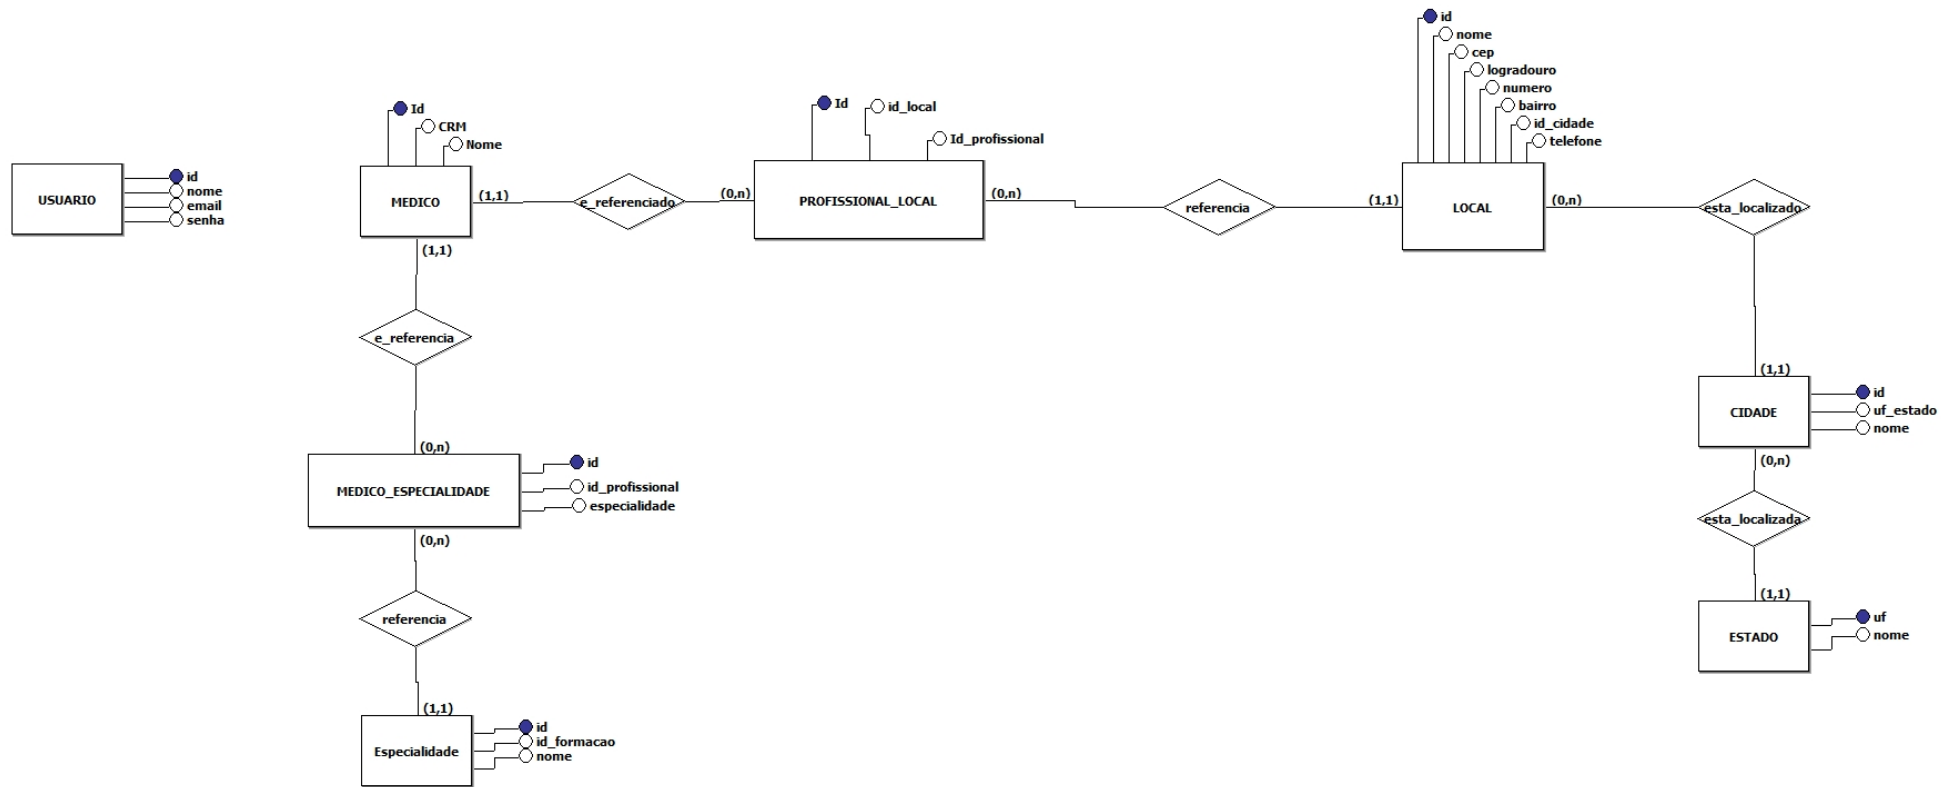 USUARIO
id
nome
email
senha
Id
CRM
Nome
MEDICO
(1,1)
(1,1)
e_referenciado
(0,n)
Id
id_local
Id_profissional
PROFISSIONAL_LOCAL
(0,n)
referencia
(1,1)
id
nome
cep
logradouro
numero
bairro
id_cidade
telefone
LOCAL
(0,n)
esta_localizado
(1,1)
CIDADE
id
uf_estado
nome
(0,n)
esta_localizada
(1,1)
ESTADO
uf
nome
e_referencia
(0,n)
MEDICO_ESPECIALIDADE
id
id_profissional
especialidade
(0,n)
referencia
(1,1)
Especialidade
id
id_formacao
nome